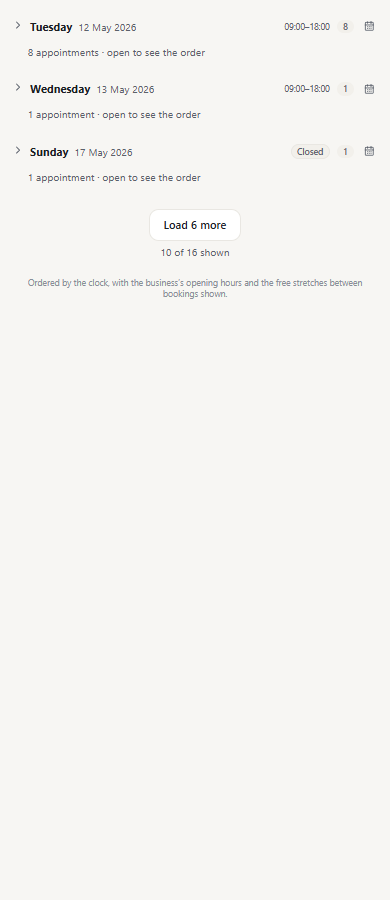 Tuesday 12 May 2026 09:00–18:00 8
8 appointments · open to see the order
Wednesday 13 May 2026 09:00–18:00 1
1 appointment · open to see the order
Sunday 17 May 2026 Closed 1
1 appointment · open to see the order
Load 6 more
10 of 16 shown
Ordered by the clock, with the business's opening hours and the free stretches between
bookings shown.